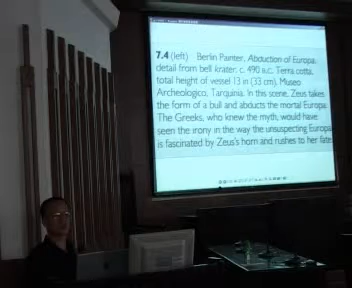 7.4 (left) Berlin Painter, Abduction of Europa,
detail from bell krater. c. 490 B.C. Terra cotta,
total height of vessel 13 in (33 cm). Museo
Archeologico, Tarquinia. In this scene, Zeus takes
the form of a bull and abducts the mortal Europa.
The Greeks, who knew the myth, would have
seen the irony in the way the unsuspecting Europa
is fascinated by Zeus's horn and rushes to her fate.